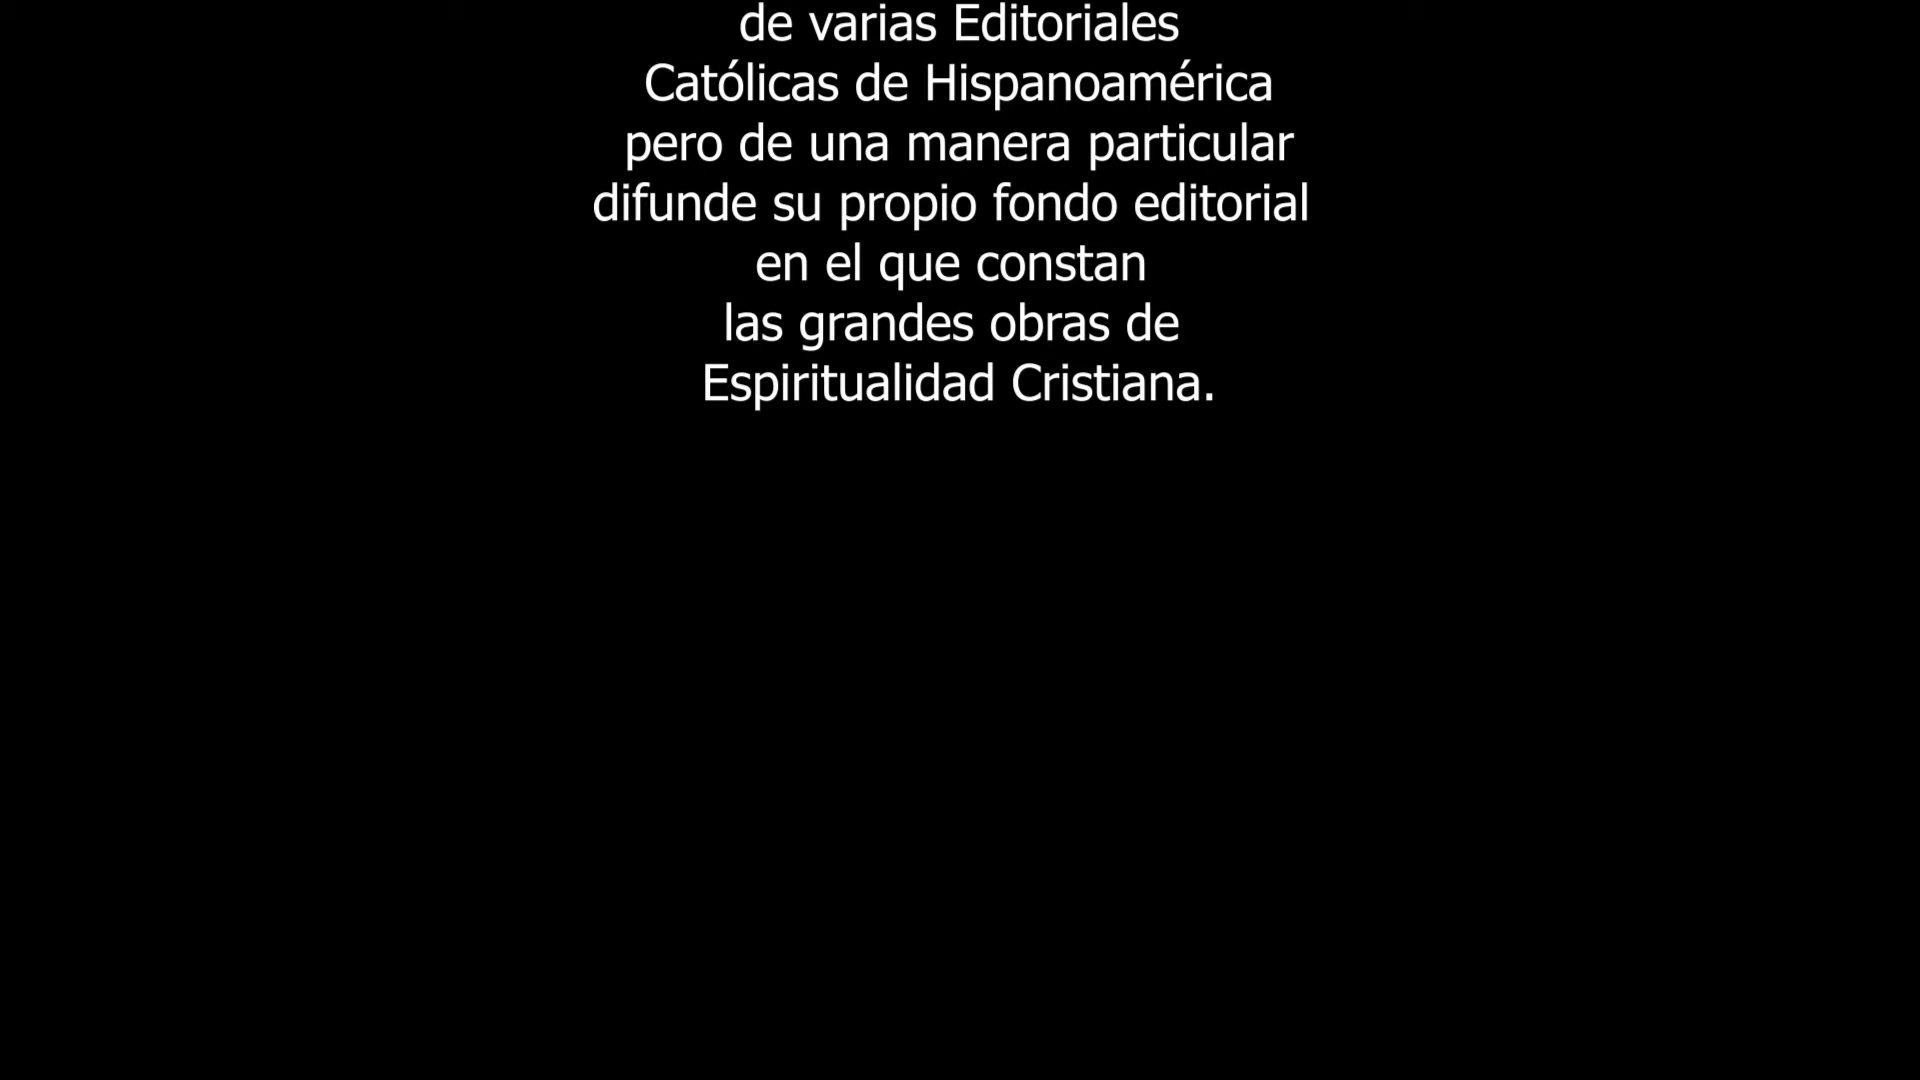 de varias Editoriales
Católicas de Hispanoamérica
pero de una manera particular
difunde su propio fondo editorial
en el que constan
las grandes obras de
Espiritualidad Cristiana.